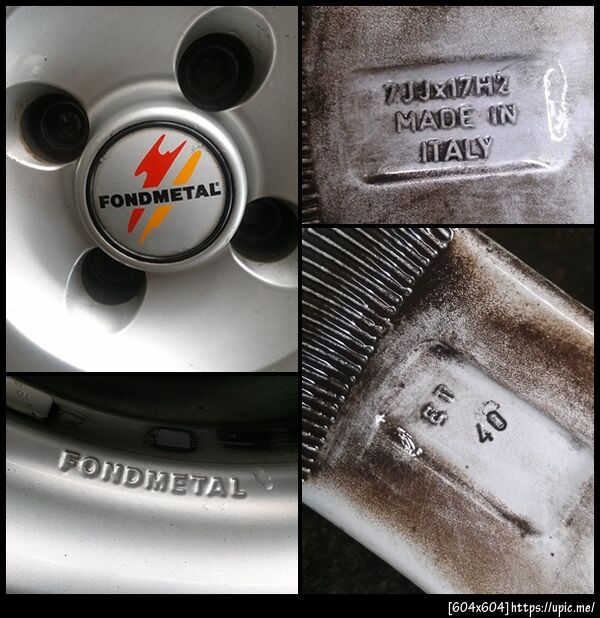 FONDMETAL
7JJx17H2
MADE IN
ITALY
FONDMETAL
ET
40
[604x604] https://upic.me/